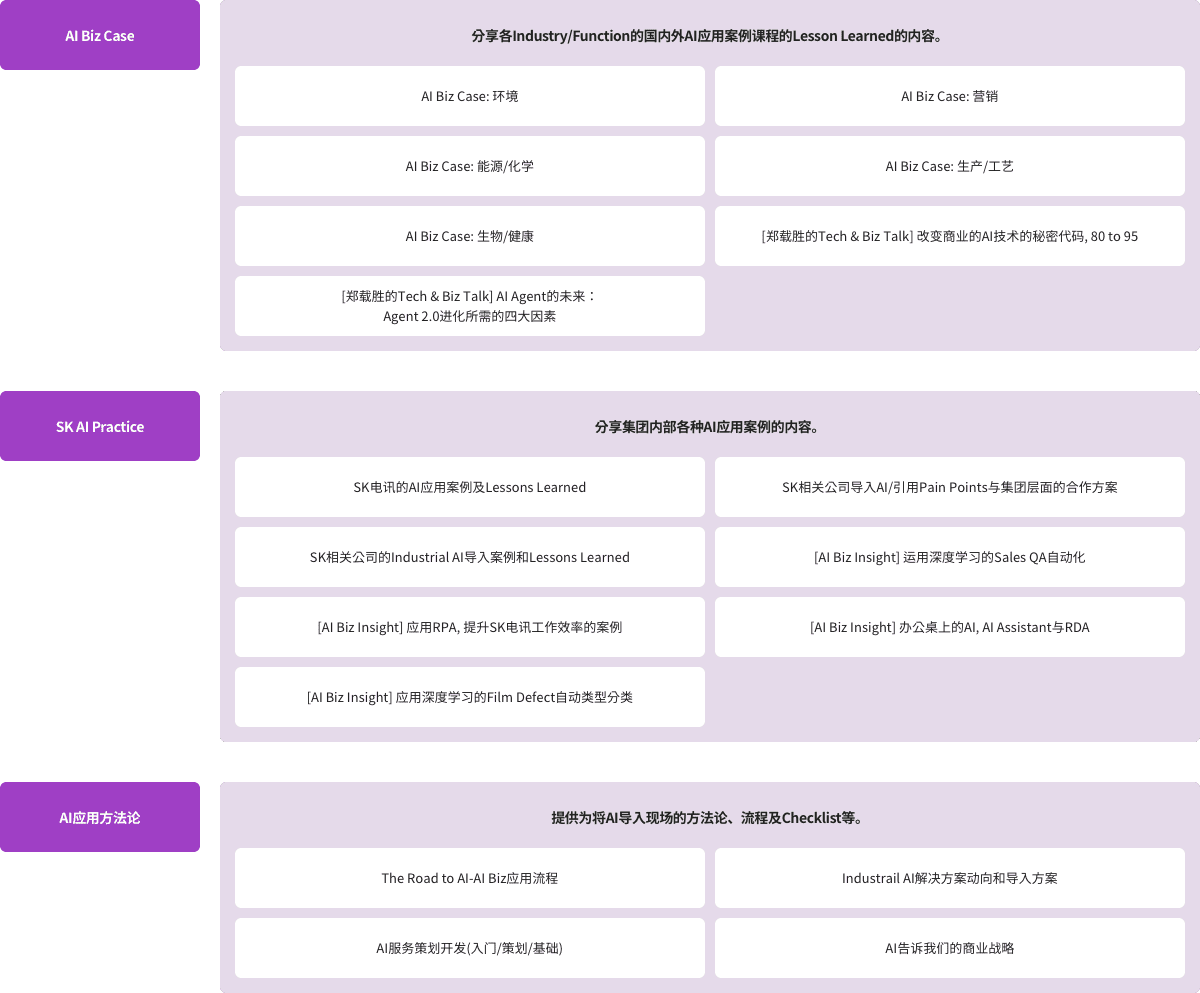 AI Biz Case
分享各Industry/Function的国内外AI应用案例课程的Lesson Learned的内容。
AI Biz Case: 环境
AI Biz Case: 营销
AI Biz Case: 能源/化学
AI Biz Case: 生产/工艺
AI Biz Case: 生物/健康
[郑载胜的Tech & Biz Talk] 改变商业的AI技术的秘密代码, 80 to 95
[郑载胜的Tech & Biz Talk] AI Agent的未来：
Agent 2.0进化所需的四大因素
SK AI Practice
分享集团内部各种AI应用案例的内容。
SK电讯的AI应用案例及Lessons Learned
SK相关公司导入AI/引用Pain Points与集团层面的合作方案
SK相关公司的Industrial AI导入案例和Lessons Learned
[AI Biz Insight] 运用深度学习的Sales QA自动化
[AI Biz Insight] 应用RPA, 提升SK电讯工作效率的案例
[AI Biz Insight] 办公桌上的AI, AI Assistant与RDA
[AI Biz Insight] 应用深度学习的Film Defect自动类型分类
AI应用方法论
提供为将AI导入现场的方法论、流程及Checklist等。
The Road to AI-AI Biz应用流程
Industrail AI解决方案动向和导入方案
AI服务策划开发(入门/策划/基础)
AI告诉我们的商业战略